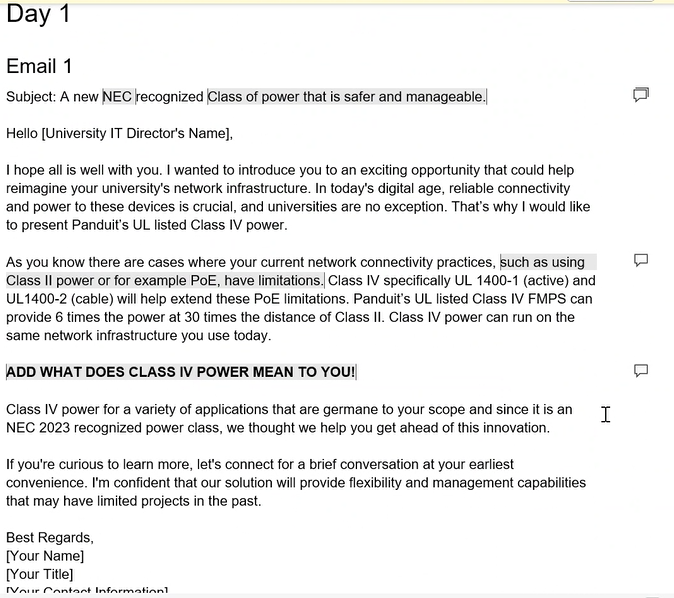 Day 1
Email 1
Subject: A new NEC recognized Class of power that is safer and manageable.
Hello [University IT Director's Name],
I hope all is well with you. I wanted to introduce you to an exciting opportunity that could help
reimagine your university's network infrastructure. In today's digital age, reliable connectivity
and power to these devices is crucial, and universities are no exception. That’s why I would like
to present Panduit’s UL listed Class IV power.
As you know there are cases where your current network connectivity practices, such as using
Class II power or for example PoE, have limitations. Class IV specifically UL 1400-1 (active) and
UL1400-2 (cable) will help extend these PoE limitations. Panduit’s UL listed Class IV FMPS can
provide 6 times the power at 30 times the distance of Class II. Class IV power can run on the
same network infrastructure you use today.
ADD WHAT DOES CLASS IV POWER MEAN TO YOU!
Class IV power for a variety of applications that are germane to your scope and since it is an
NEC 2023 recognized power class, we thought we help you get ahead of this innovation.
If you're curious to learn more, let's connect for a brief conversation at your earliest
convenience. I'm confident that our solution will provide flexibility and management capabilities
that may have limited projects in the past.
Best Regards,
[Your Name]
[Your Title]
[Your Contact Information]